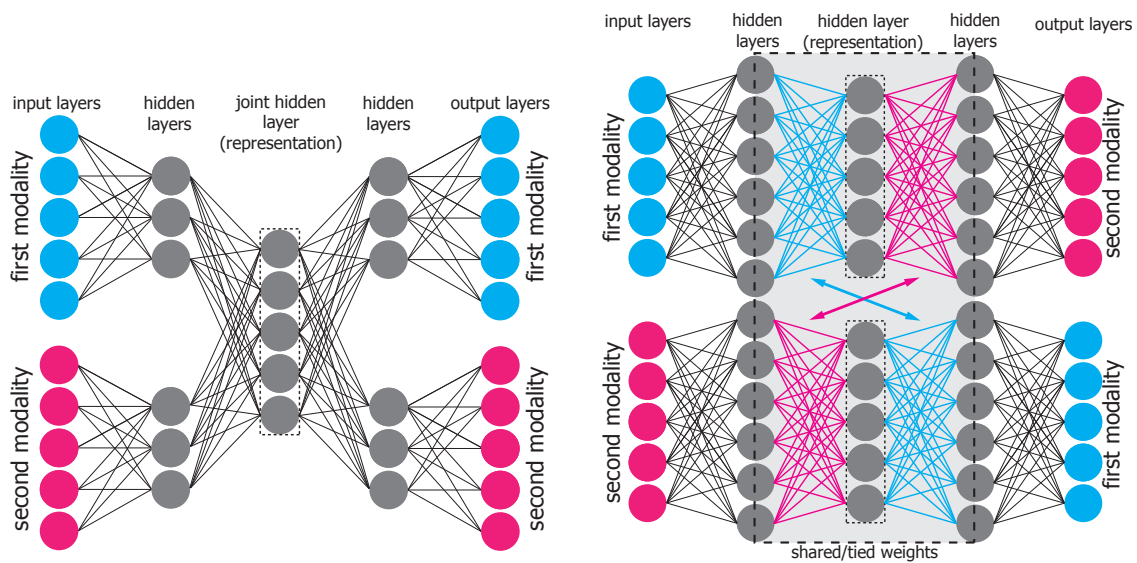 input layers
hidden
layers
joint hidden
layer
(representation)
hidden
layers
output layers
first modality
second modality
first modality
second modality
input layers
hidden
layers
hidden layer
(representation)
hidden
layers
output layers
first modality
second modality
second modality
first modality
shared/tied weights